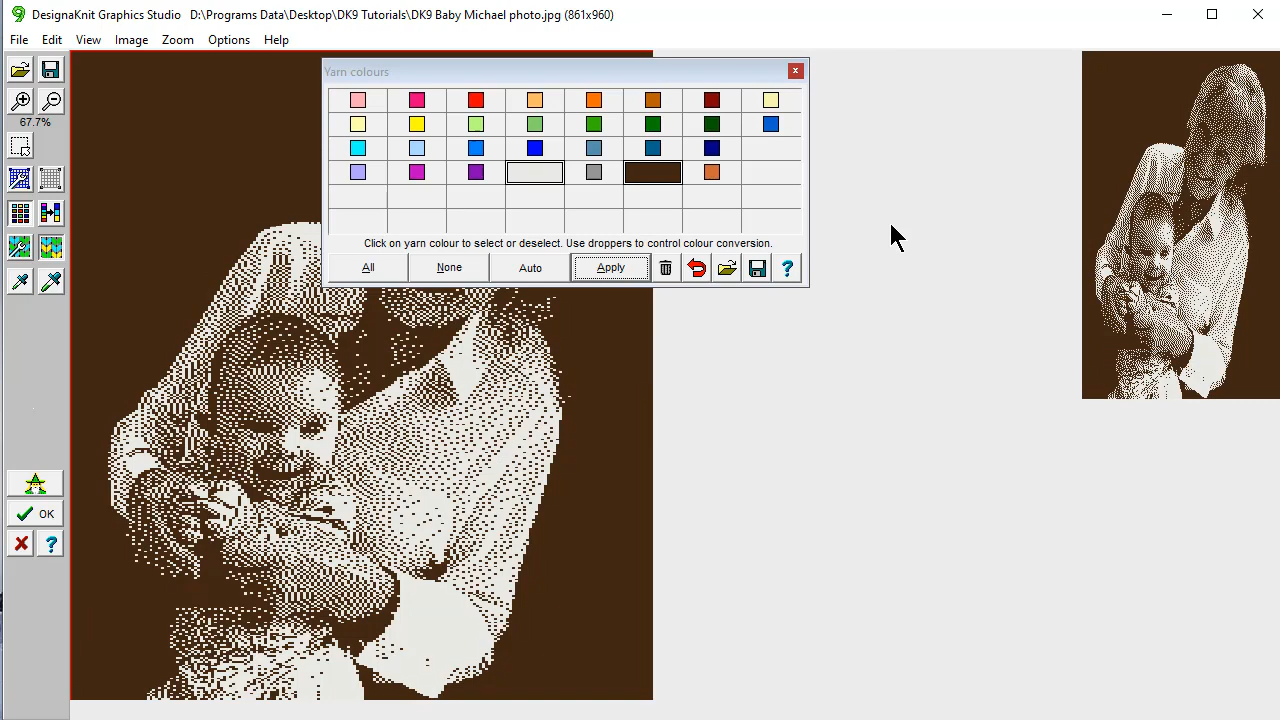 DesignaKnit Graphics Studio D:\Programs Data\Desktop\DK9 Tutorials\DK9 Baby Michael photo.jpg (861x960)
File Edit View Image Zoom Options Help
67.7%
Yarn colours
Click on yarn colour to select or deselect. Use droppers to control colour conversion.
All None Auto Apply ?
OK
?